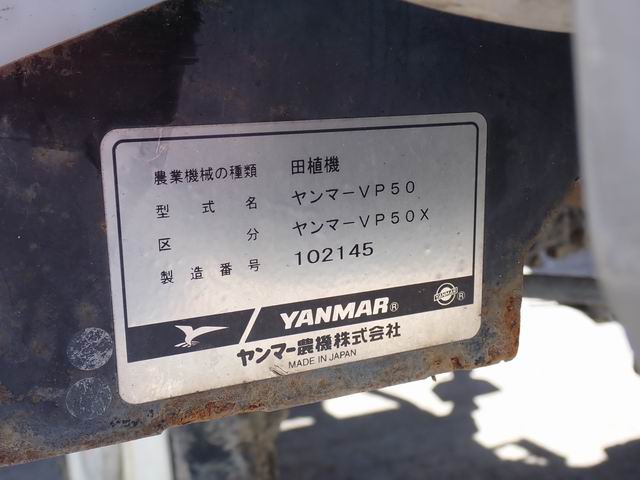 農業機械の種類 田植機
型式名 ヤンマーVP50
区分 ヤンマーVP50X
製造番号 102145
YANMAR®
YANMAR ®
ヤンマー農機株式会社
MADE IN JAPAN